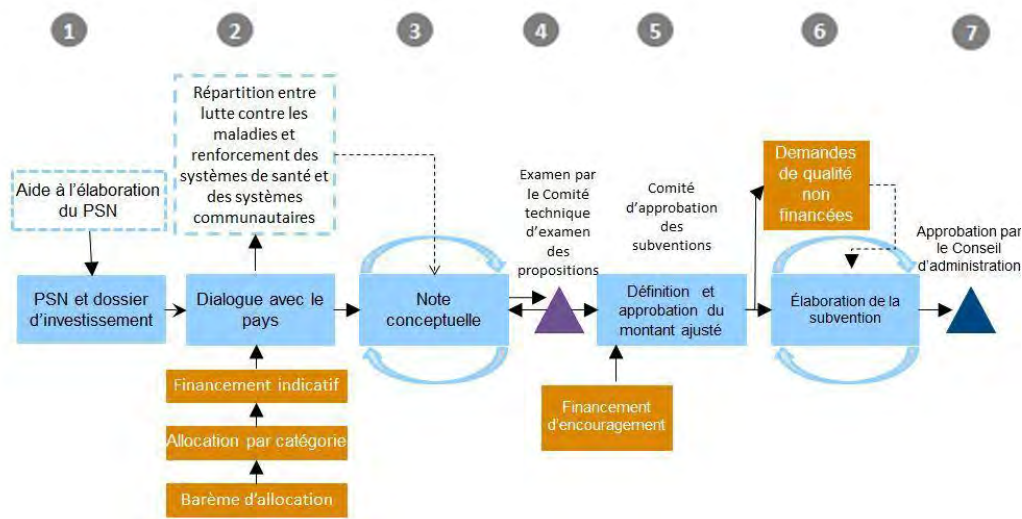 1
2
3
4
5
6
7
Répartition entre
lutte contre les
maladies et
renforcement des
systèmes de santé et
des systèmes
communautaires
Aide à l'élaboration
du PSN
Examen par
le Comité
technique
d'examen
des
propositions
Comité
d'approbation
des
subventions
Demandes
de qualité
non
financées
Approbation par
le Conseil
d'administration
PSN et dossier
d'investissement
Dialogue avec le
pays
Note
conceptuelle
Définition et
approbation du
montant ajusté
Élaboration de la
subvention
Financement indicatif
Allocation par catégorie
Barème d'allocation
Financement
d'encouragement